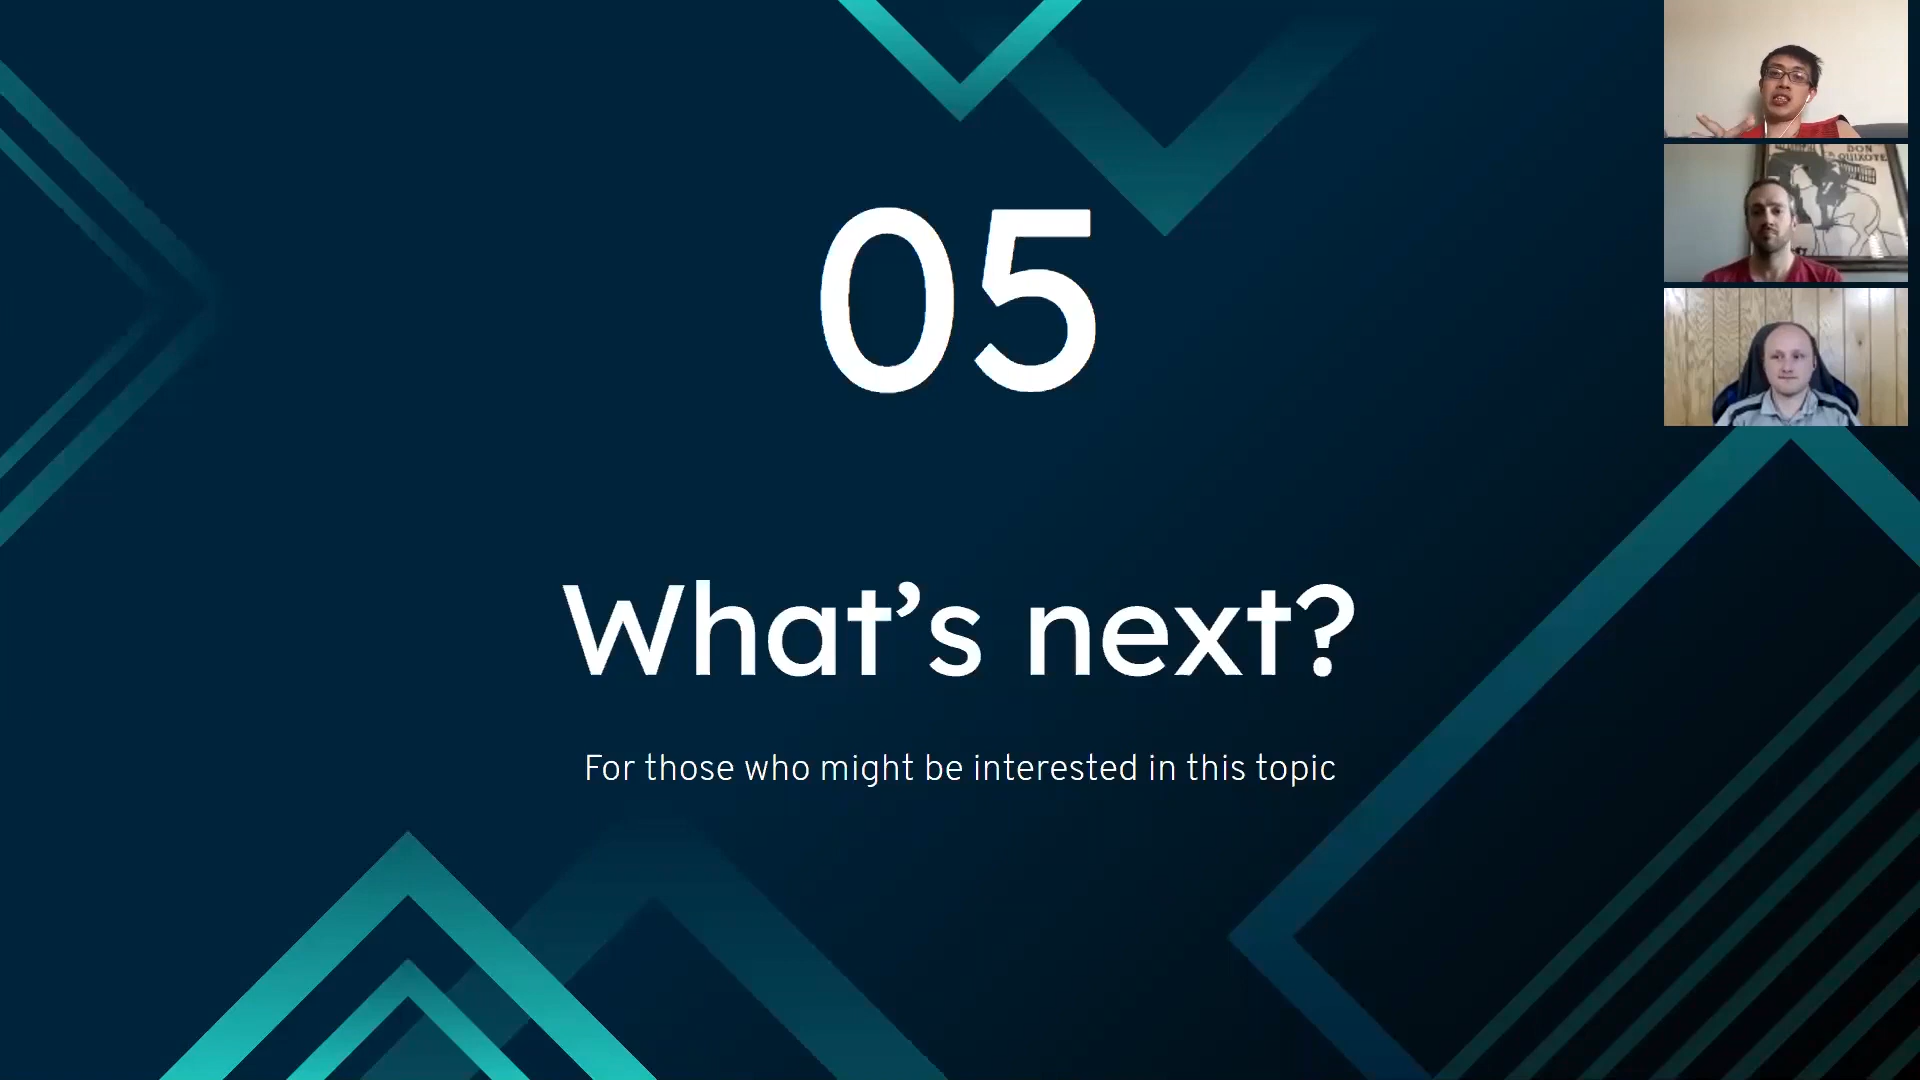 05
What's next?
For those who might be interested in this topic
DON
QUIXOTE